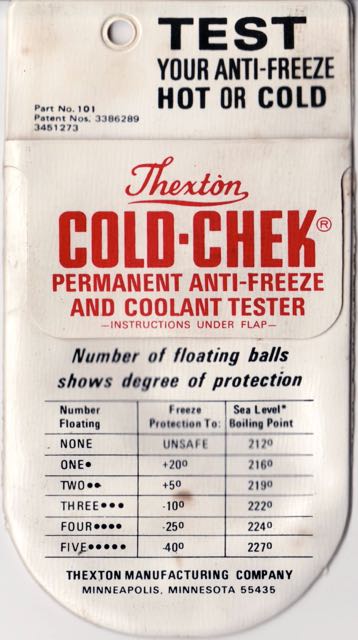 TEST
YOUR ANTI-FREEZE
HOT OR COLD
Part No. 101
Patent Nos. 3386289
3451273
Thexton
COLD·CHEK®
PERMANENT ANTI-FREEZE
AND COOLANT TESTER
—INSTRUCTIONS UNDER FLAP—
Number of floating balls
shows degree of protection
Number Floating Freeze Protection To: Sea Level* Boiling Point
NONE UNSAFE 212º
ONE• +20º 216º
TWO•• +5º 219º
THREE••• -10º 222º
FOUR•••• -25º 224º
FIVE••••• -40º 227º
THEXTON MANUFACTURING COMPANY
MINNEAPOLIS, MINNESOTA 55435